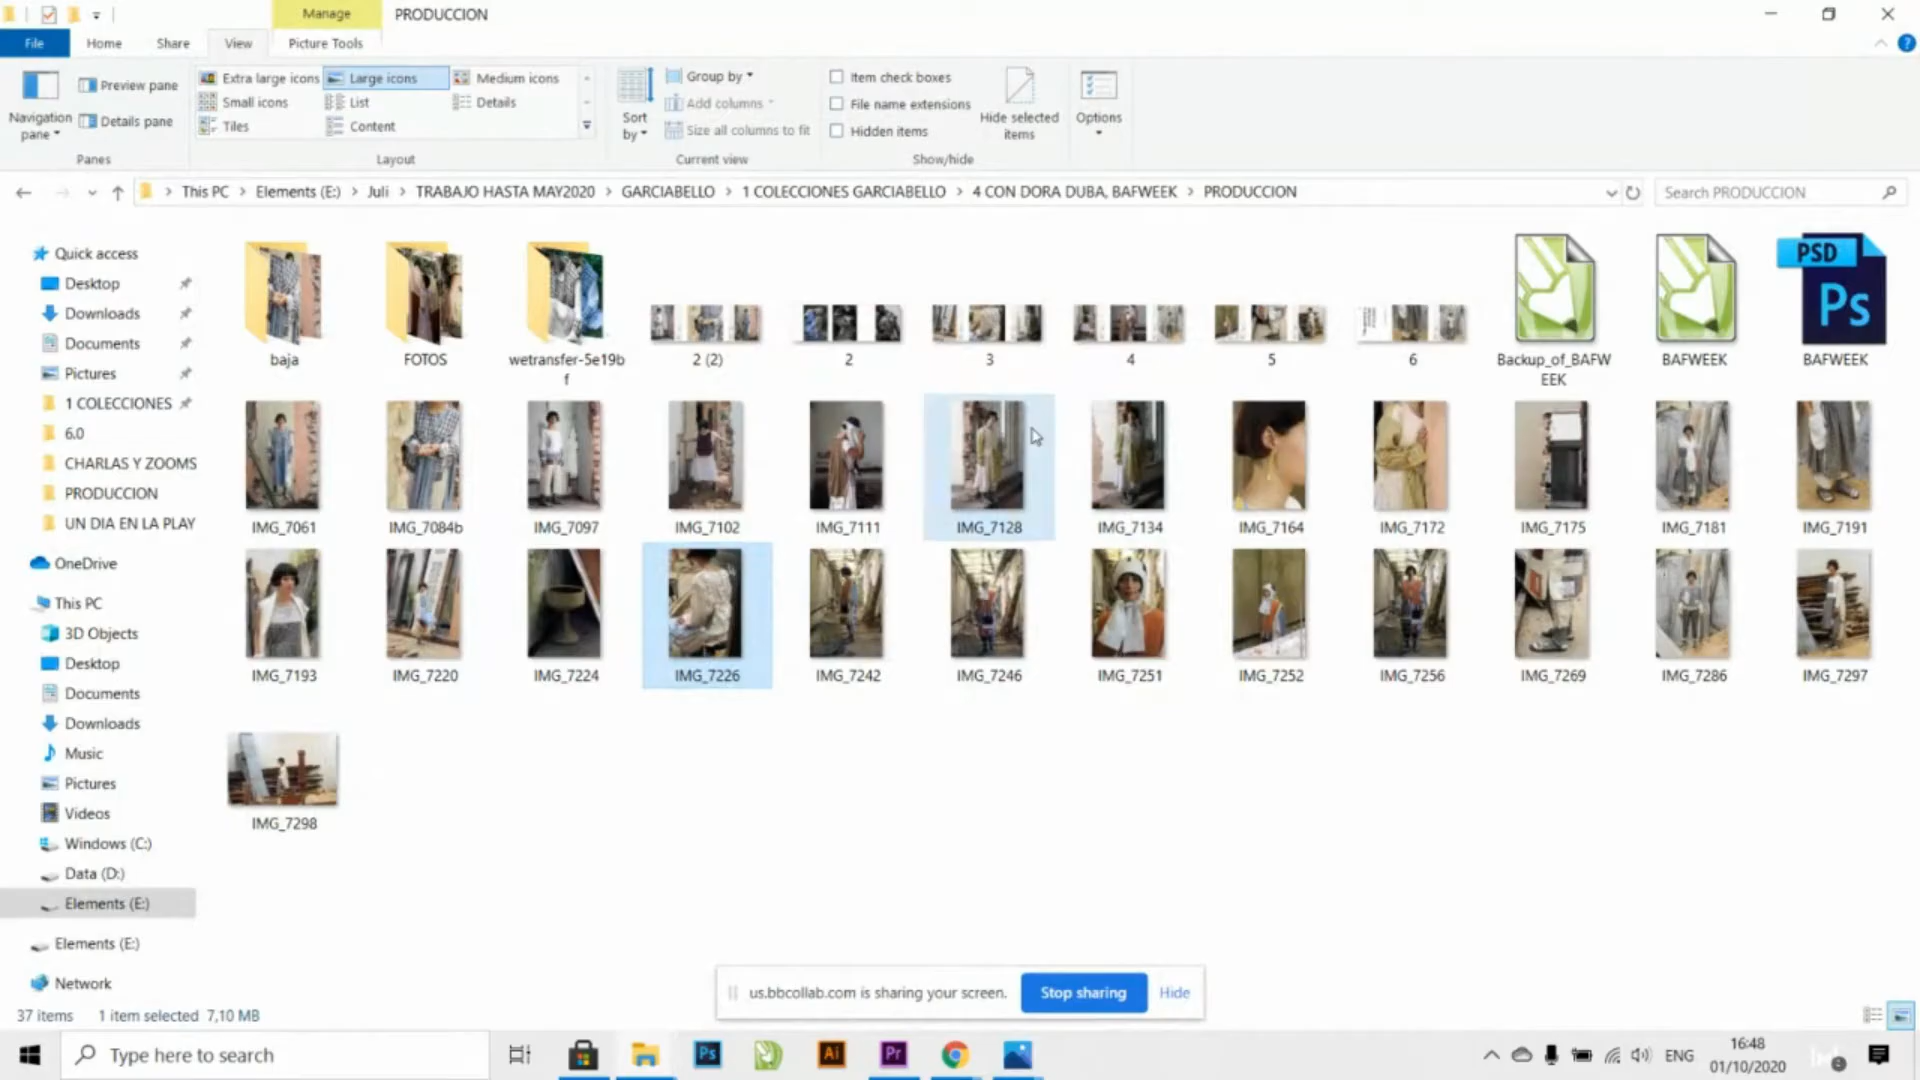 Manage
PRODUCCION
File
Home
Share
View
Picture Tools
Navigation pane
Preview pane
Details pane
Panes
Extra large icons
Large icons
Medium icons
Small icons
List
Details
Tiles
Content
Layout
Sort by
Group by
Add columns
Size all columns to fit
Current view
Item check boxes
File name extensions
Hidden items
Hide selected items
Show/hide
Options
This PC > Elements (E:) > Juli > TRABAJO HASTA MAY2020 > GARCIABELLO > 1 COLECCIONES GARCIABELLO > 4 CON DORA DUBA, BAFWEEK > PRODUCCION
Search PRODUCCION
Quick access
Desktop
Downloads
Documents
Pictures
1 COLECCIONES
6.0
CHARLAS Y ZOOMS
PRODUCCION
UN DIA EN LA PLAY
OneDrive
This PC
3D Objects
Desktop
Documents
Downloads
Music
Pictures
Videos
Windows (C:)
Data (D:)
Elements (E:)
Elements (E:)
Network
PSD
Ps
baja
FOTOS
wetransfer-5e19b
f
2 (2)
2
3
4
5
6
Backup_of_BAFW
EEK
BAFWEEK
BAFWEEK
IMG_7061
IMG_7084b
IMG_7097
IMG_7102
IMG_7111
IMG_7128
IMG_7134
IMG_7164
IMG_7172
IMG_7175
IMG_7181
IMG_7191
IMG_7193
IMG_7220
IMG_7224
IMG_7226
IMG_7242
IMG_7246
IMG_7251
IMG_7252
IMG_7256
IMG_7269
IMG_7286
IMG_7297
IMG_7298
us.bbcollab.com is sharing your screen.
Stop sharing
Hide
37 items
1 item selected 7,10 MB
Type here to search
Ps
Ai
Pr
ENG
16:48
01/10/2020